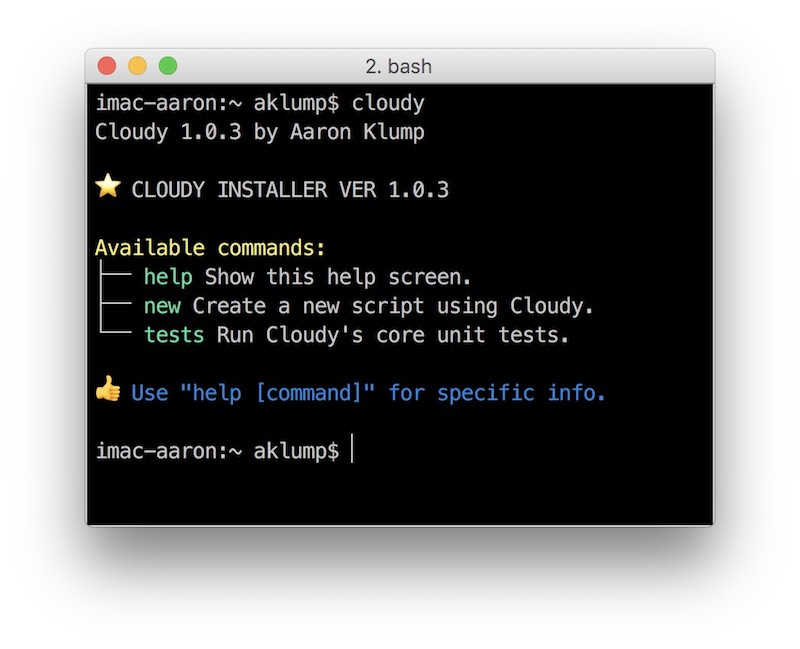 2. bash
imac-aaron:~ aklump$ cloudy
Cloudy 1.0.3 by Aaron Klump
⭐ CLOUDY INSTALLER VER 1.0.3
Available commands:
├── help Show this help screen.
├── new Create a new script using Cloudy.
└── tests Run Cloudy's core unit tests.
👍 Use "help [command]" for specific info.
imac-aaron:~ aklump$